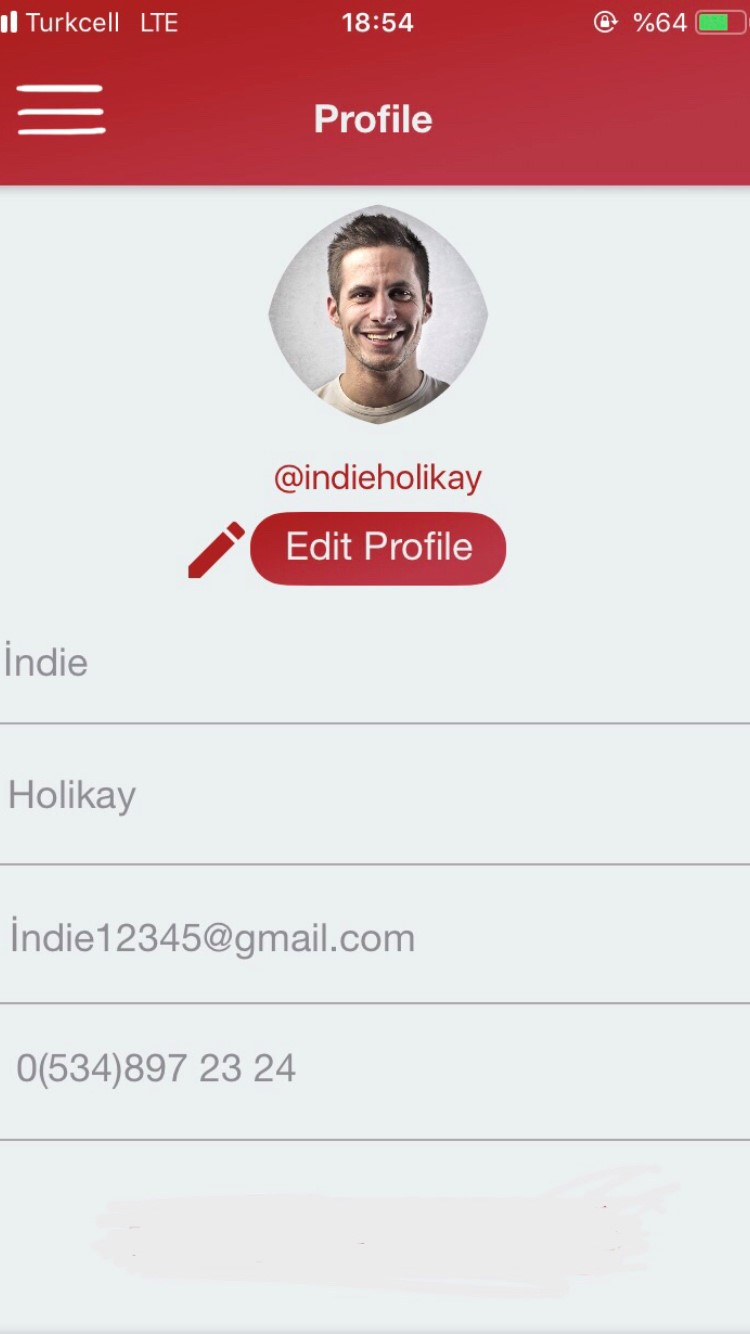 Turkcell LTE 18:54 %64
Profile
@indieholikay
Edit Profile
İndie
Holikay
İndie12345@gmail.com
0(534)897 23 24